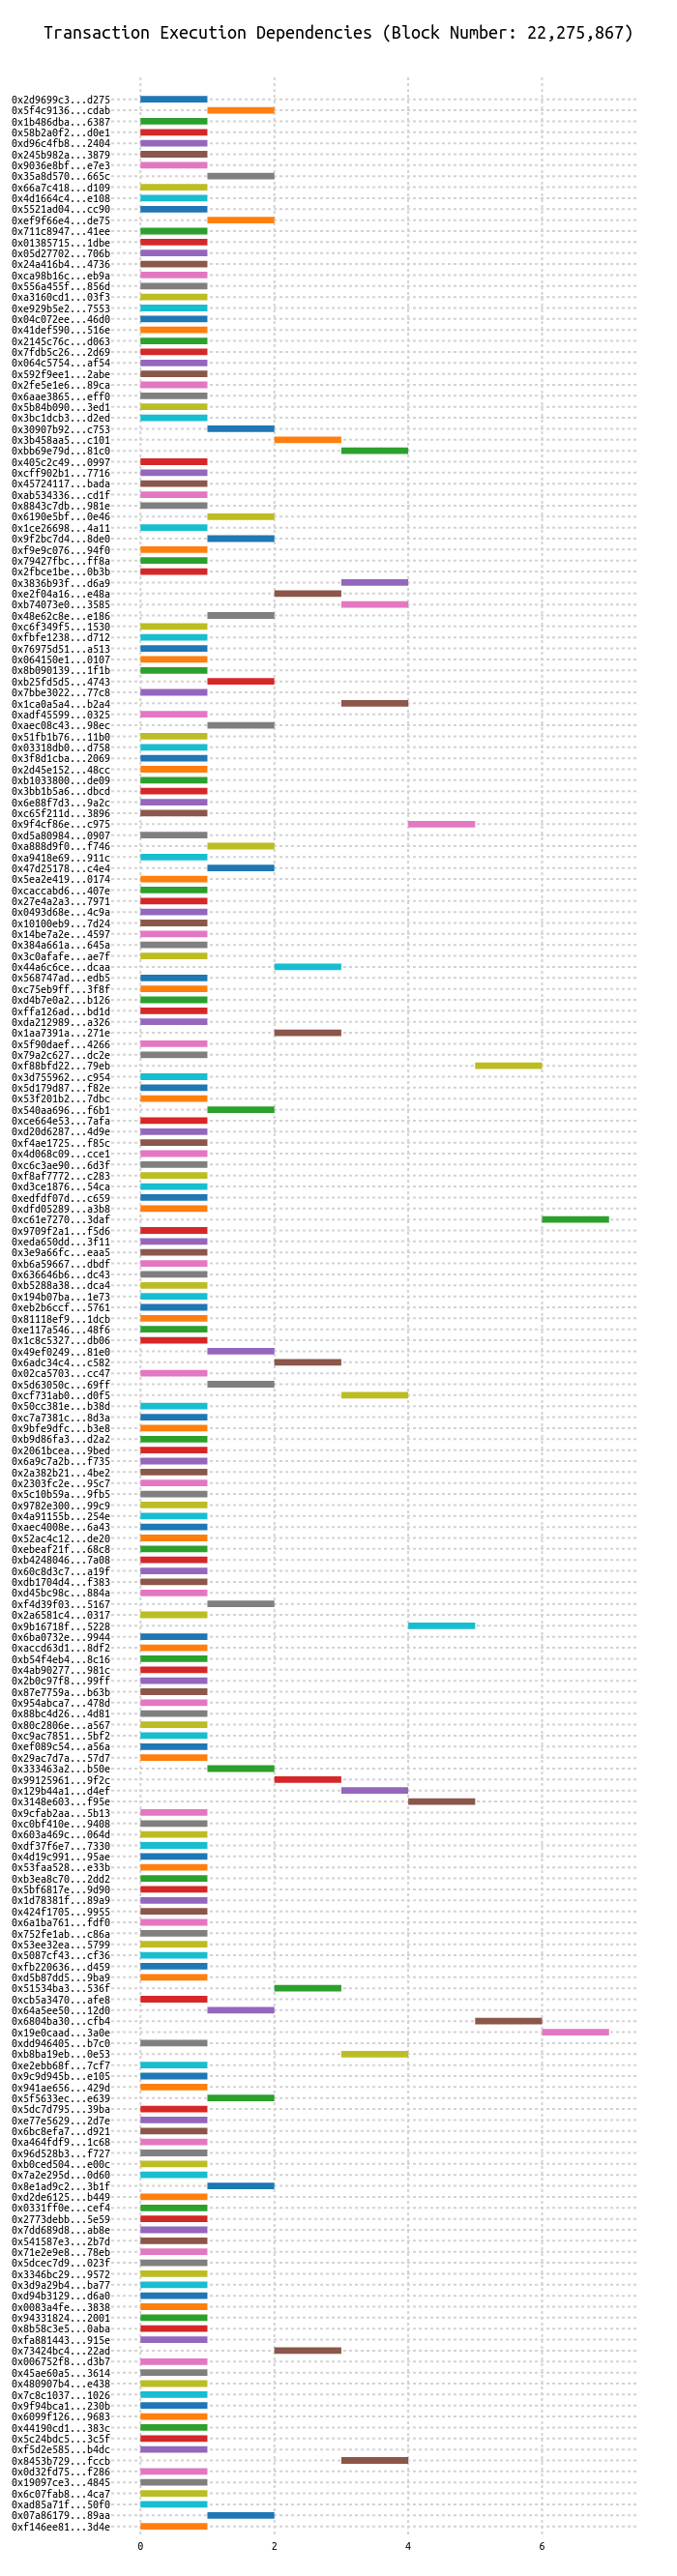 Transaction Execution Dependencies (Block Number: 22,275,867)
0x2d9699c3...d275
0x5f4c9136...cdab
0x1b486dba...6387
0x58b2a0f2...d0e1
0xd96c4fb8...2404
0x245b982a...3879
0x9036e8bf...e7e3
0x35a8d570...665c
0x66a7c418...d109
0x4d1664c4...e108
0x5521ad04...cc90
0xef9f66e4...de75
0x711c8947...41ee
0x01385715...1dbe
0x05d27702...706b
0x24a416b4...4736
0xca98b16c...eb9a
0x556a455f...856d
0xa3160cd1...03f3
0xe929b5e2...7553
0x04c072ee...46d0
0x41def590...516e
0x2145c76c...d063
0x7fdb5c26...2d69
0x064c5754...af54
0x592f9ee1...2abe
0x2fe5e1e6...89ca
0x6aae3865...eff0
0x5b84b090...3ed1
0x3bc1dcb3...d2ed
0x30907b92...c753
0x3b458aa5...c101
0xbb69e79d...81c0
0x405c2c49...0997
0xcff902b1...7716
0x45724117...bada
0xab534336...cd1f
0x8843c7db...981e
0x6190e5bf...0e46
0x1ce26698...4a11
0x9f2bc7d4...8de0
0xf9e9c076...94f0
0x79427fbc...ff8a
0x2fbce1be...0b3b
0x3836b93f...d6a9
0xe2f04a16...e48a
0xb74073e0...3585
0x48e62c8e...e186
0xc6f349f5...1530
0xfbfe1238...d712
0x76975d51...a513
0x064150e1...0107
0x8b090139...1f1b
0xb25fd5d5...4743
0x7bbe3022...77c8
0x1ca0a5a4...b2a4
0xadf45599...0325
0xaec08c43...98ec
0x51fb1b76...11b0
0x03318db0...d758
0x3f8d1cba...2069
0x2d45e152...48cc
0xb1033800...de09
0x3bb1b5a6...dbcd
0x6e88f7d3...9a2c
0xc65f211d...3896
0x9f4cf86e...c975
0xd5a80984...0907
0xa888d9f0...f746
0xa9418e69...911c
0x47d25178...c4e4
0x5ea2e419...0174
0xcaccabd6...407e
0x27e4a2a3...7971
0x0493d68e...4c9a
0x10100eb9...7d24
0x14be7a2e...4597
0x384a661a...645a
0x3c0afafe...ae7f
0x44a6c6ce...dcaa
0x568747ad...edb5
0xc75eb9ff...3f8f
0xd4b7e0a2...b126
0xffa126ad...bd1d
0xda212989...a326
0x1aa7391a...271e
0x5f90daef...4266
0x79a2c627...dc2e
0xf88bfd22...79eb
0x3d755962...c954
0x5d179d87...f82e
0x53f201b2...7dbc
0x540aa696...f6b1
0xce664e53...7afa
0xd20d6287...4d9e
0xf4ae1725...f85c
0x4d068c09...cce1
0xc6c3ae90...6d3f
0xf8af7772...c283
0xd3ce1876...54ca
0xedfdf07d...c659
0xdfd05289...a3b8
0xc61e7270...3daf
0x9709f2a1...f5d6
0xeda650dd...3f11
0x3e9a66fc...eaa5
0xb6a59667...dbdf
0x636646b6...dc43
0xb5288a38...dca4
0x194b07ba...1e73
0xeb2b6ccf...5761
0x81118ef9...1dcb
0xe117a546...48f6
0x1c8c5327...db06
0x49ef0249...81e0
0x6adc34c4...c582
0x02ca5703...cc47
0x5d63050c...69ff
0xcf731ab0...d0f5
0x50cc381e...b38d
0xc7a7381c...8d3a
0x9bfe9dfc...b3e8
0xb9d86fa3...d2a2
0x2061bcea...9bed
0x6a9c7a2b...f735
0x2a382b21...4be2
0x2303fc2e...95c7
0x5c10b59a...9fb5
0x9782e300...99c9
0x4a91155b...254e
0xaec4008e...6a43
0x52ac4c12...de20
0xebeaf21f...68c8
0xb4248046...7a08
0x60c8d3c7...a19f
0xdb1704d4...f383
0xd45bc98c...884a
0xf4d39f03...5167
0x2a6581c4...0317
0x9b16718f...5228
0x6ba0732e...9944
0xaccd63d1...8df2
0xb54f4eb4...8c16
0x4ab90277...981c
0x2b0c97f8...99ff
0x87e7759a...b63b
0x954abca7...478d
0x88bc4d26...4d81
0x80c2806e...a567
0xc9ac7851...5bf2
0xef089c54...a56a
0x29ac7d7a...57d7
0x333463a2...b50e
0x99125961...9f2c
0x129b44a1...d4ef
0x3148e603...f95e
0x9cfab2aa...5b13
0xc0bf410e...9408
0x603a469c...064d
0xdf37f6e7...7330
0x4d19c991...95ae
0x53faa528...e33b
0xb3ea8c70...2dd2
0x5bf6817e...9d90
0x1d78381f...89a9
0x424f1705...9955
0x6a1ba761...fdf0
0x752fe1ab...c86a
0x53ee32ea...5799
0x5087cf43...cf36
0xfb220636...d459
0xd5b87dd5...9ba9
0x51534ba3...536f
0xcb5a3470...afe8
0x64a5ee50...12d0
0x6804ba30...cfb4
0x19e0caad...3a0e
0xdd946405...b7c0
0xb8ba19eb...0e53
0xe2ebb68f...7cf7
0x9c9d945b...e105
0x941ae656...429d
0x5f5633ec...e639
0x5dc7d795...39ba
0xe77e5629...2d7e
0x6bc8efa7...d921
0xa464fdf9...1c68
0x96d528b3...f727
0xb0ced504...e00c
0x7a2e295d...0d60
0x8e1ad9c2...3b1f
0xd2de6125...b449
0x0331ff0e...cef4
0x2773debb...5e59
0x7dd689d8...ab8e
0x541587e3...2b7d
0x71e2e9e8...78eb
0x5dcec7d9...023f
0x3346bc29...9572
0x3d9a29b4...ba77
0xd94b3129...d6a0
0x0083a4fe...3838
0x94331824...2001
0x8b58c3e5...0aba
0xfa881443...915e
0x73424bc4...22ad
0x006752f8...d3b7
0x45ae60a5...3614
0x480907b4...e438
0x7c8c1037...1026
0x9f94bca1...230b
0x6099f126...9683
0x44190cd1...383c
0x5c24bdc5...3c5f
0xf5d2e585...b4dc
0x8453b729...fccb
0x0d32fd75...f286
0x19097ce3...4845
0x6c07fab8...4ca7
0xad85a71f...50f0
0x07a86179...89aa
0xf146ee81...3d4e
0 2 4 6